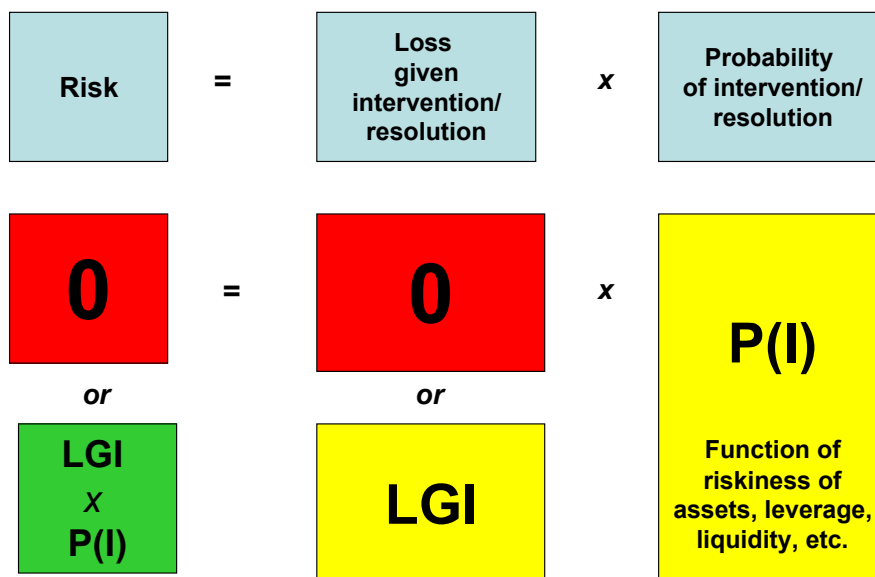 Risk
=
Loss
given
intervention/
resolution
x
Probability
of intervention/
resolution
0
=
0
x
P(I)
or
or
LGI
X
P(I)
LGI
Function of
riskiness of
assets, leverage,
liquidity, etc.